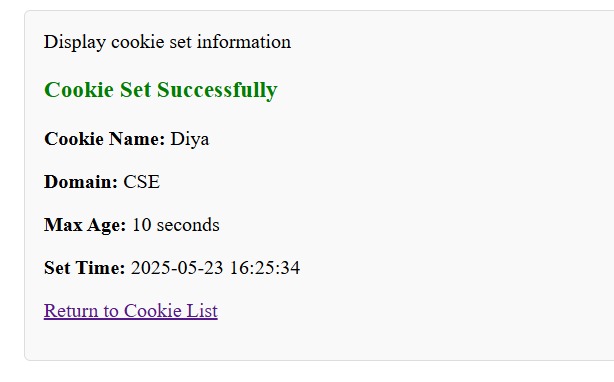 Display cookie set information
Cookie Set Successfully
Cookie Name: Diya
Domain: CSE
Max Age: 10 seconds
Set Time: 2025-05-23 16:25:34
Return to Cookie List